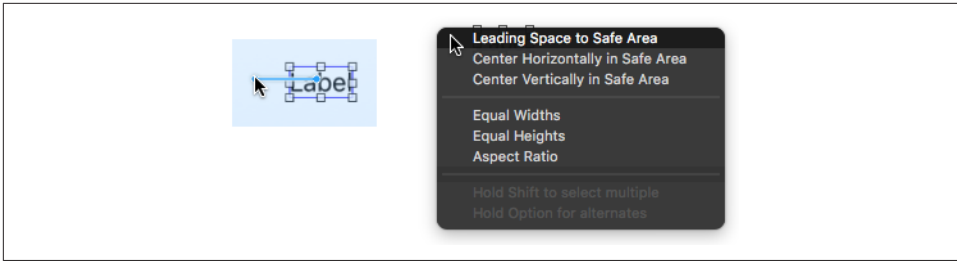 Label
Leading Space to Safe Area
Center Horizontally in Safe Area
Center Vertically in Safe Area
Equal Widths
Equal Heights
Aspect Ratio
Hold Shift to select multiple
Hold Option for alternates